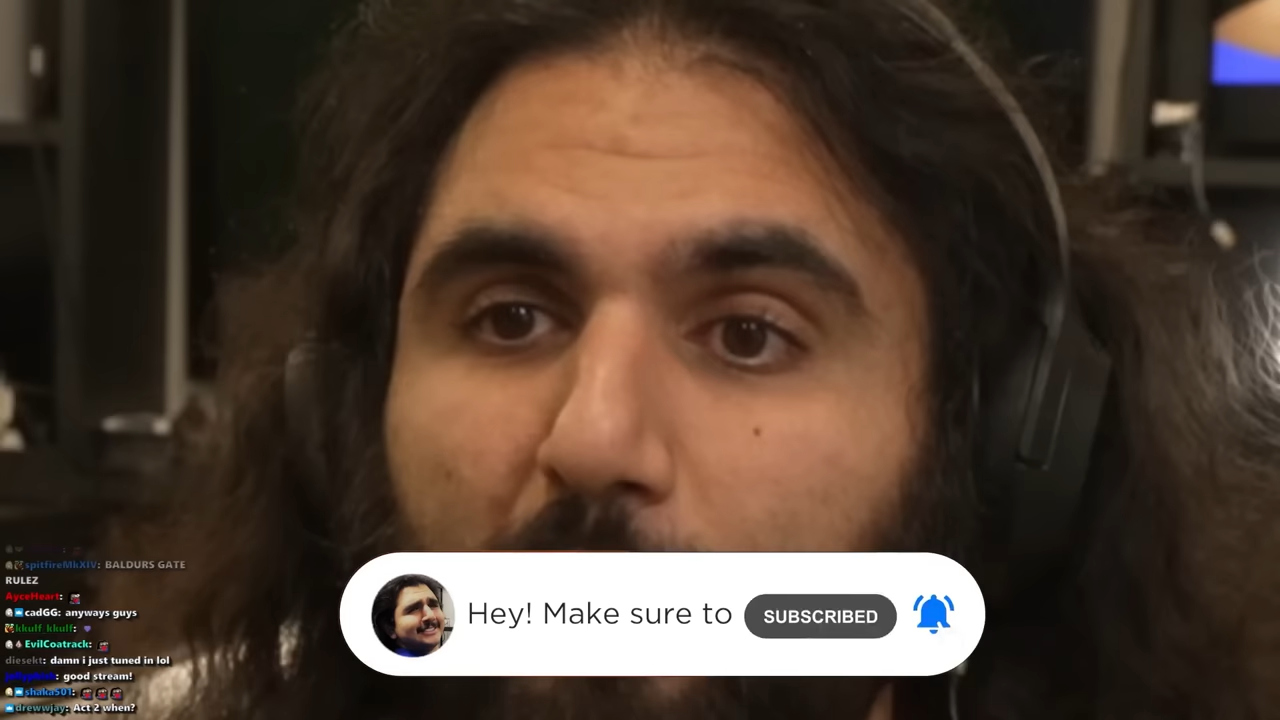 spitfireMkXIV: BALDURS GATE
RULEZ
AyceHeart:
cadGG: anyways guys
kkulf_kkulf:
EvilCoatrack:
diesekt: damn i just tuned in lol
good stream!
shaka501:
drewwjay: Act 2 when?
Hey! Make sure to SUBSCRIBED